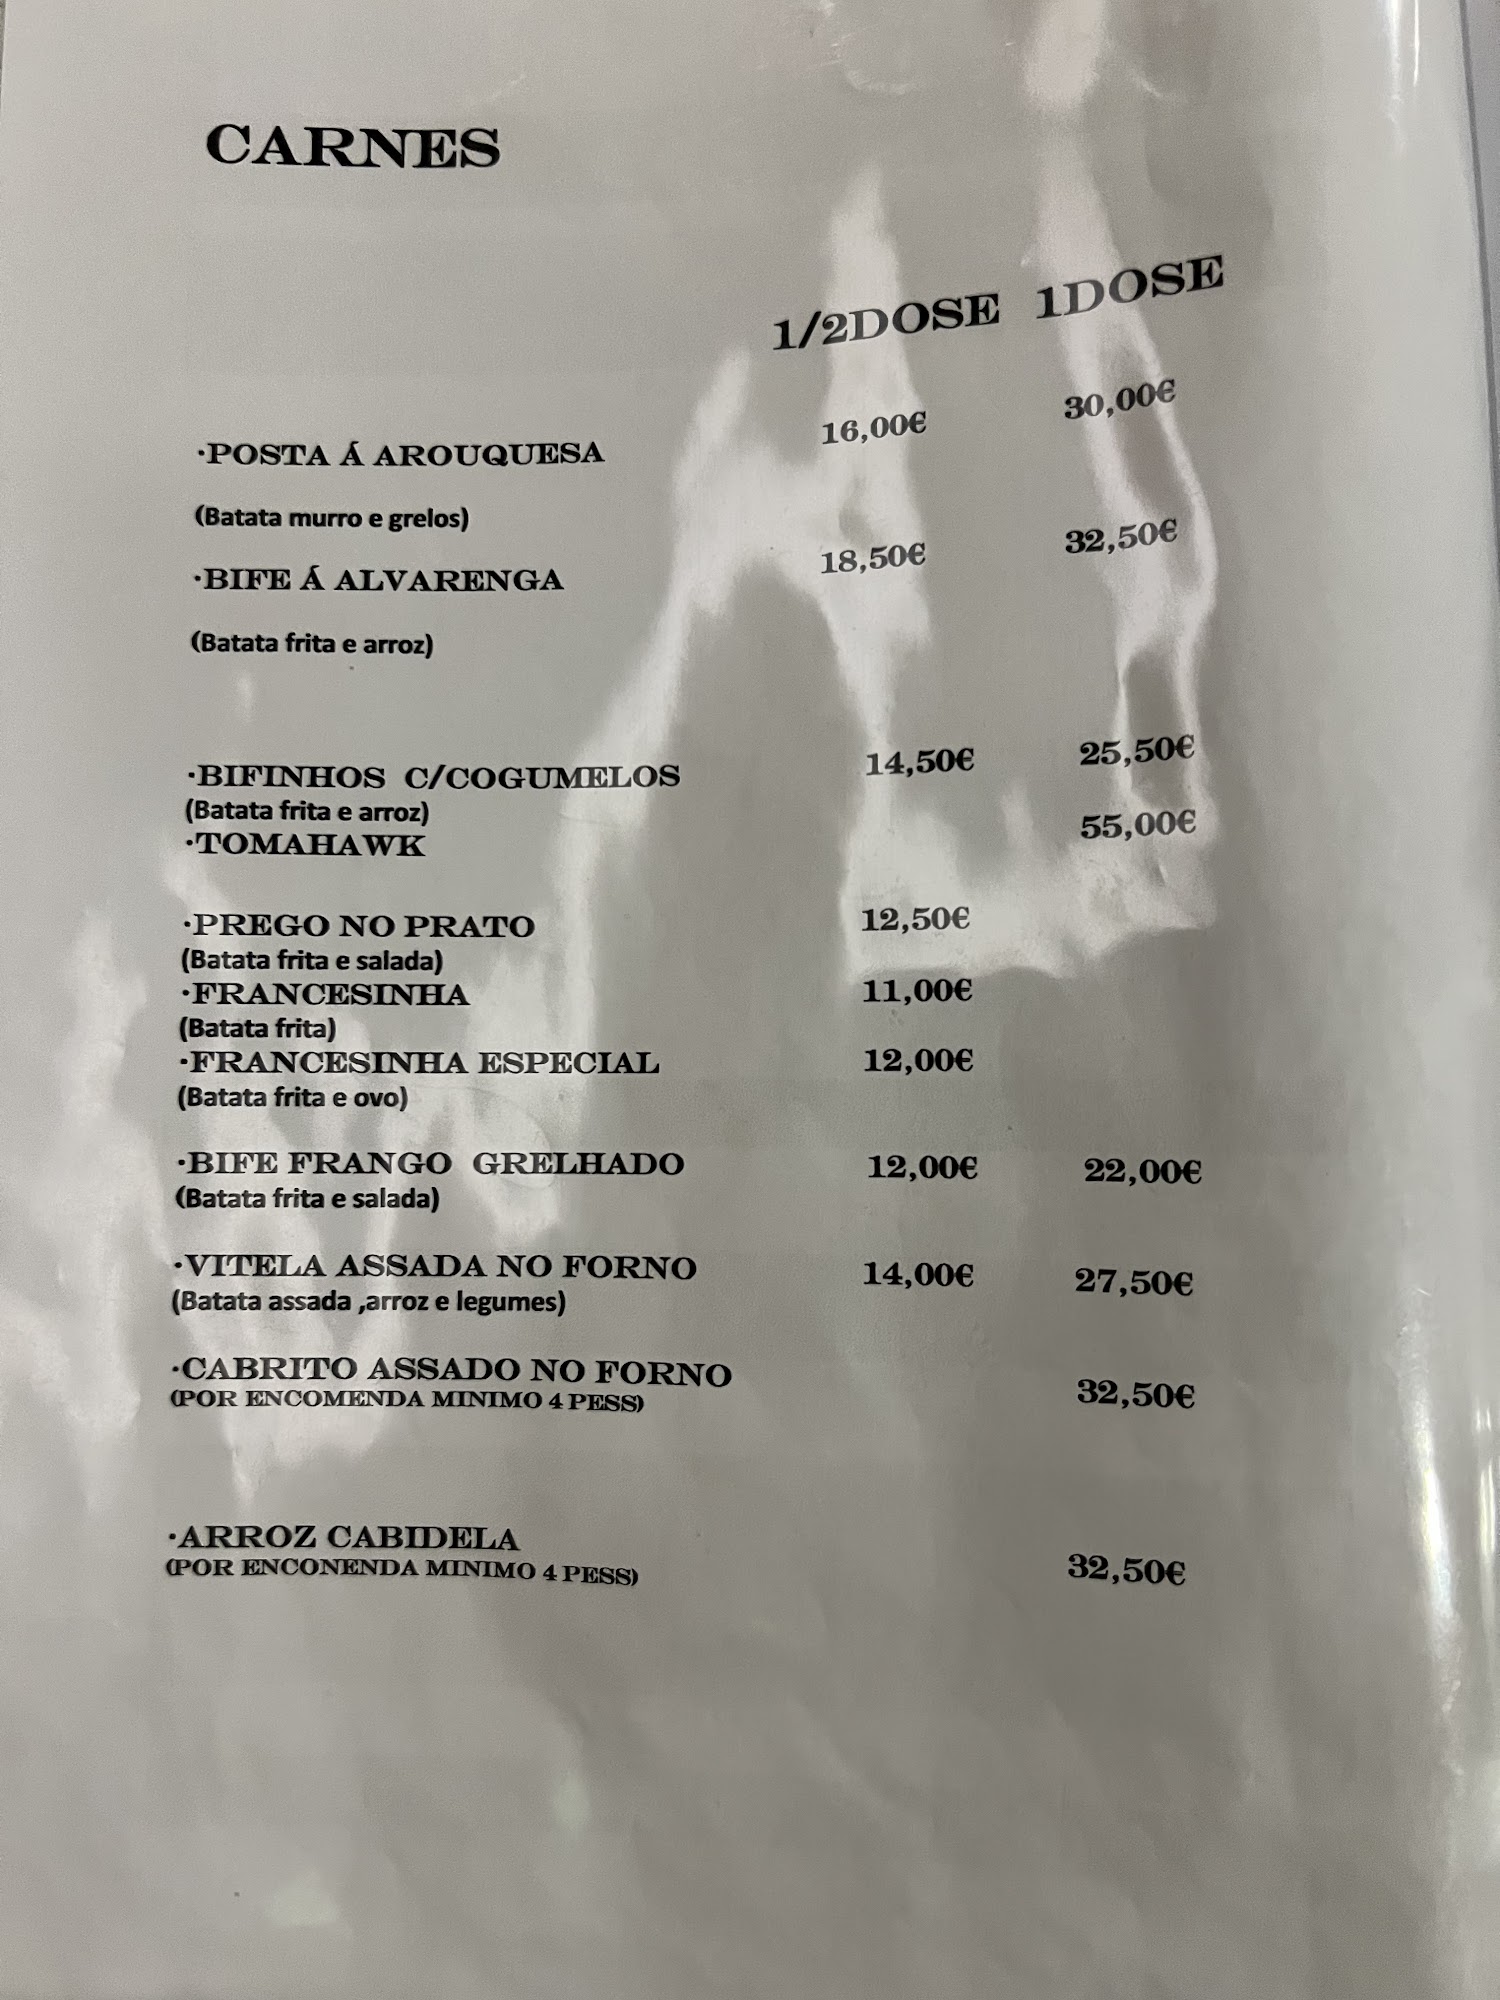 CARNES
1/2DOSE 1DOSE
·POSTA Á AROUQUESA 16,00€ 30,00€
(Batata murro e grelos)
·BIFE Á ALVARENGA 18,50€ 32,50€
(Batata frita e arroz)
·BIFINHOS C/COGUMELOS 14,50€ 25,50€
(Batata frita e arroz)
·TOMAHAWK 55,00€
·PREGO NO PRATO 12,50€
(Batata frita e salada)
·FRANCESINHA 11,00€
(Batata frita)
·FRANCESINHA ESPECIAL 12,00€
(Batata frita e ovo)
·BIFE FRANGO GRELHADO 12,00€ 22,00€
(Batata frita e salada)
·VITELA ASSADA NO FORNO 14,00€ 27,50€
(Batata assada ,arroz e legumes)
·CABRITO ASSADO NO FORNO 32,50€
(POR ENCOMENDA MINIMO 4 PESS)
·ARROZ CABIDELA 32,50€
(POR ENCONENDA MINIMO 4 PESS)